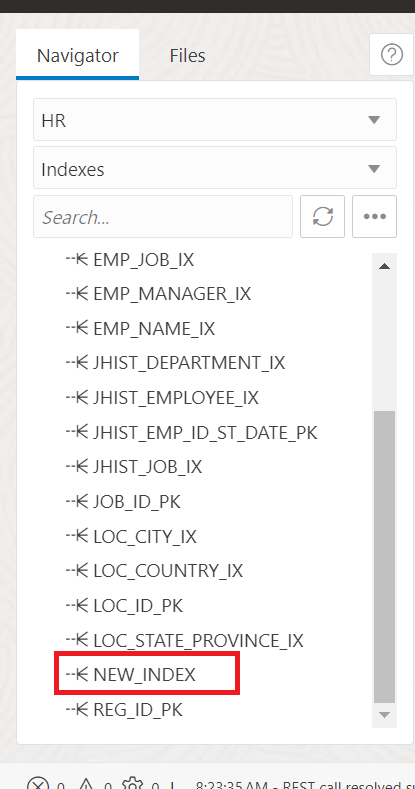 Navigator Files ?
HR
Indexes
Search...
EMP_JOB_IX
EMP_MANAGER_IX
EMP_NAME_IX
JHIST_DEPARTMENT_IX
JHIST_EMPLOYEE_IX
JHIST_EMP_ID_ST_DATE_PK
JHIST_JOB_IX
JOB_ID_PK
LOC_CITY_IX
LOC_COUNTRY_IX
LOC_ID_PK
LOC_STATE_PROVINCE_IX
NEW_INDEX
REG_ID_PK
0 0 0 8:23:35 AM - REST call resolved